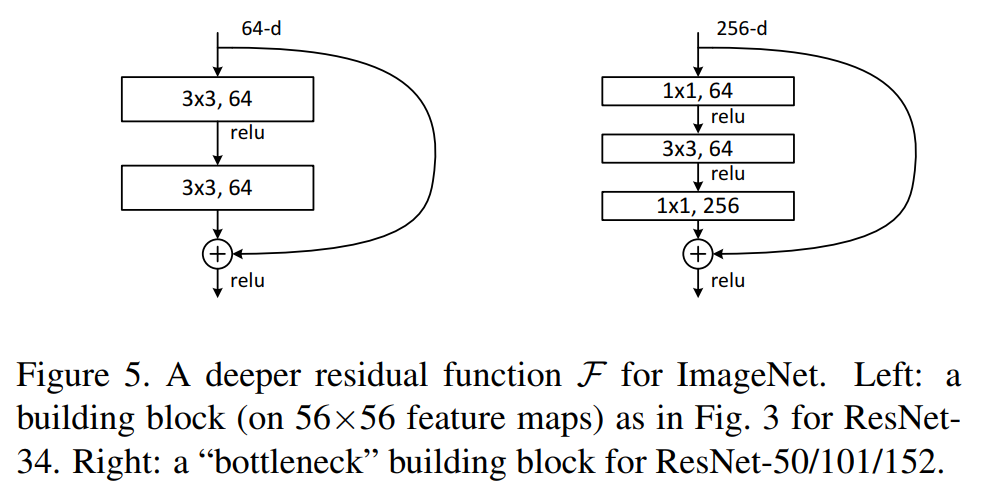 64-d
3x3, 64
relu
3x3, 64
+
relu
256-d
1x1, 64
relu
3x3, 64
relu
1x1, 256
+
relu
Figure 5. A deeper residual function F for ImageNet. Left: a
building block (on 56×56 feature maps) as in Fig. 3 for ResNet-
34. Right: a “bottleneck” building block for ResNet-50/101/152.